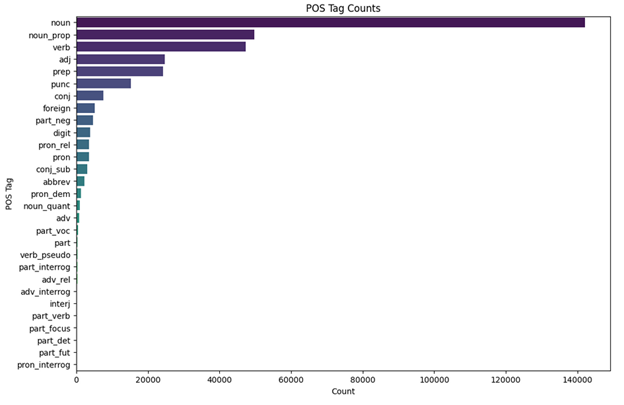 POS Tag Counts
POS Tag
noun
noun_prop
verb
adj
prep
punc
conj
foreign
part_neg
digit
pron_rel
pron
conj_sub
abbrev
pron_dem
noun_quant
adv
part_voc
part
verb_pseudo
part_interrog
adv_rel
adv_interrog
interj
part_verb
part_focus
part_det
part_fut
pron_interrog
0 20000 40000 60000 80000 100000 120000 140000
Count